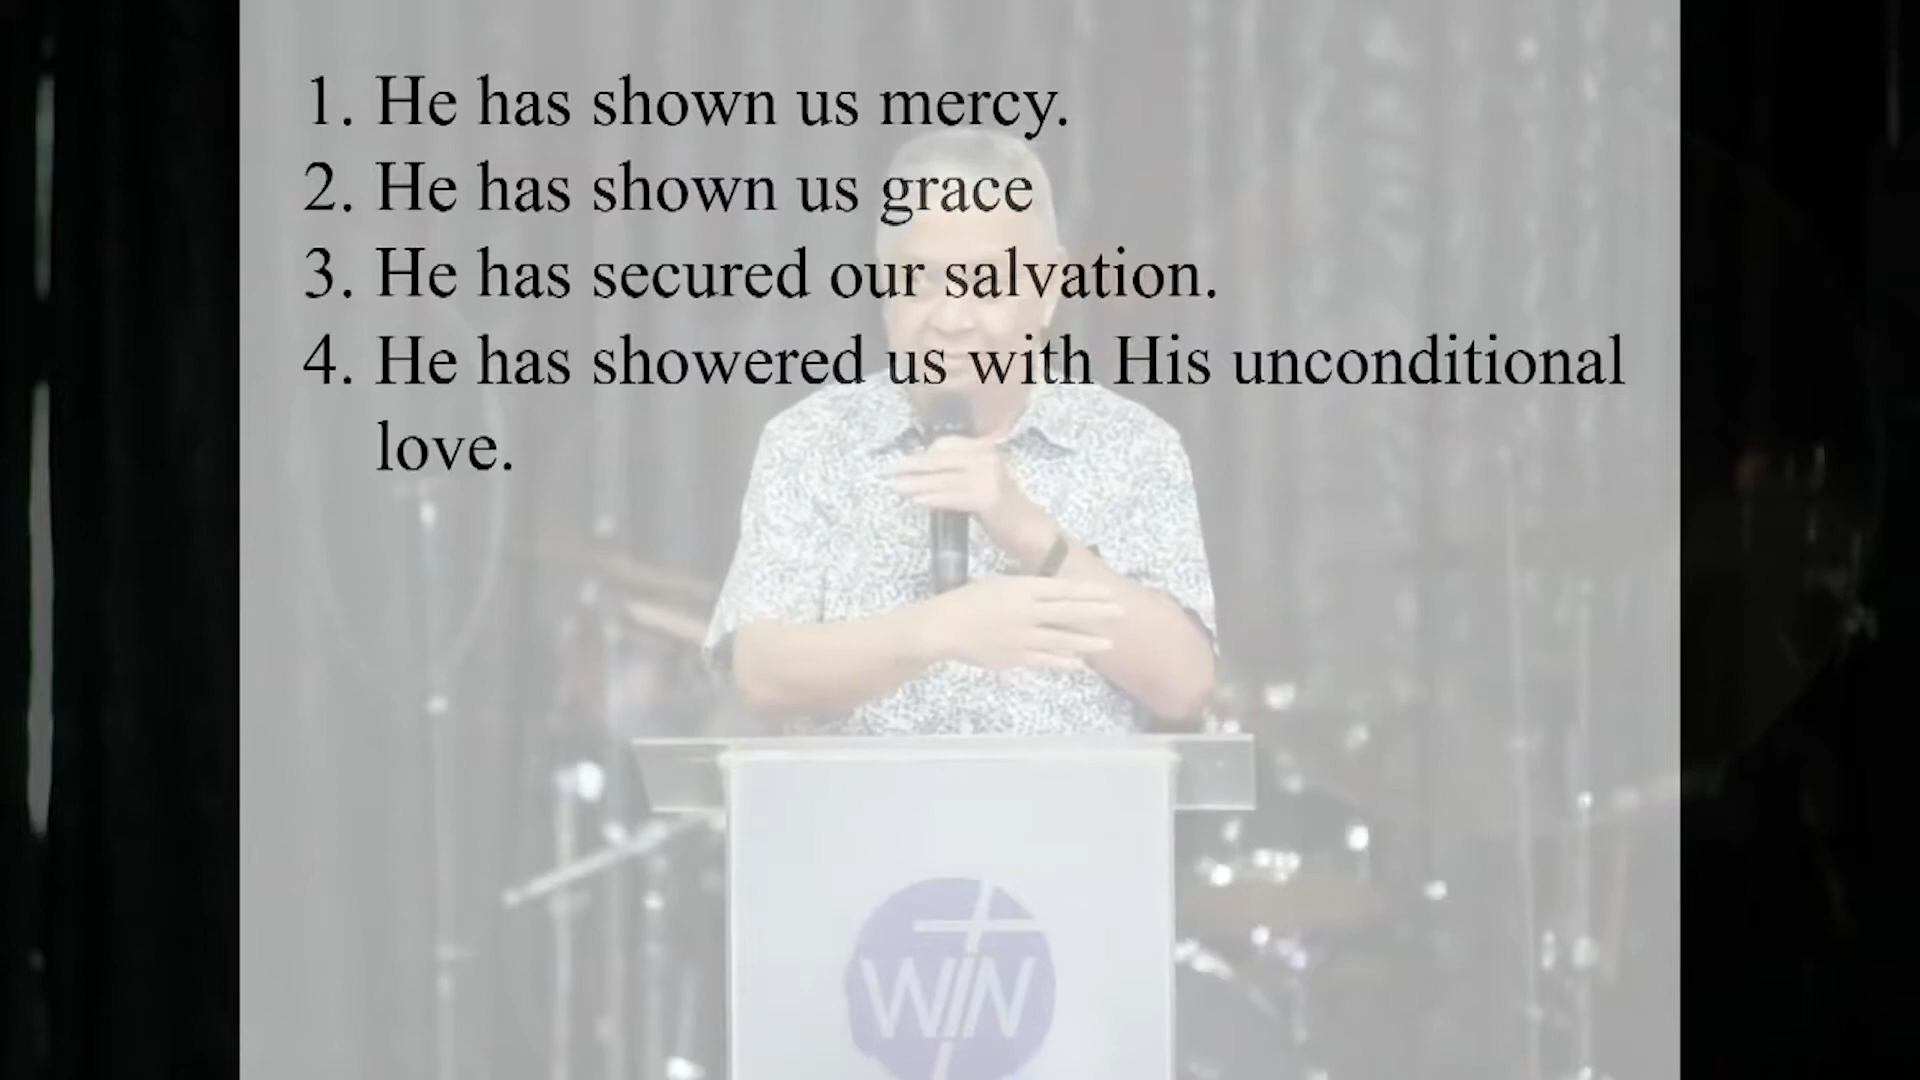 1. He has shown us mercy.
2. He has shown us grace
3. He has secured our salvation.
4. He has showered us with His unconditional
love.
WIN